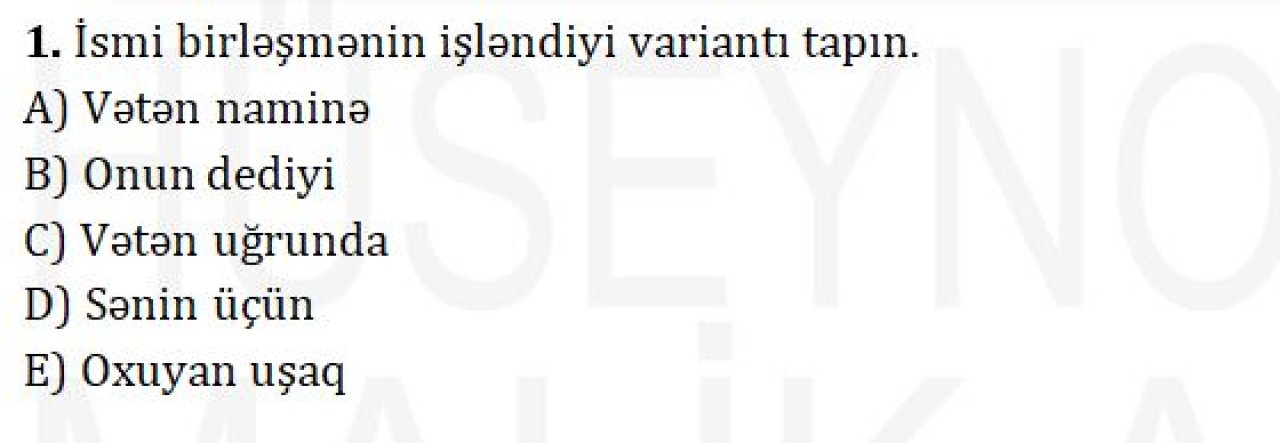 1. İsmi birləşmənin işləndiyi variantı tapın.
A) Vətən naminə
B) Onun dediyi
C) Vətən uğrunda
D) Sənin üçün
E) Oxuyan uşaq